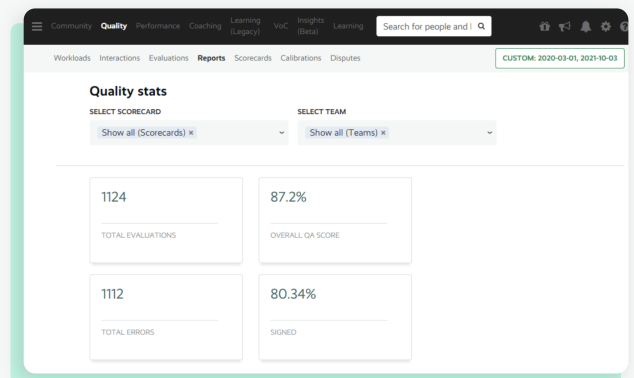 Community Quality Performance Coaching Learning (Legacy) VoC Insights (Beta) Learning Search for people and l
Workloads Interactions Evaluations Reports Scorecards Calibrations Disputes CUSTOM: 2020-03-01, 2021-10-03
Quality stats
SELECT SCORECARD SELECT TEAM
Show all (Scorecards) × Show all (Teams) ×
1124 87.2%
TOTAL EVALUATIONS OVERALL QA SCORE
1112 80.34%
TOTAL ERRORS SIGNED